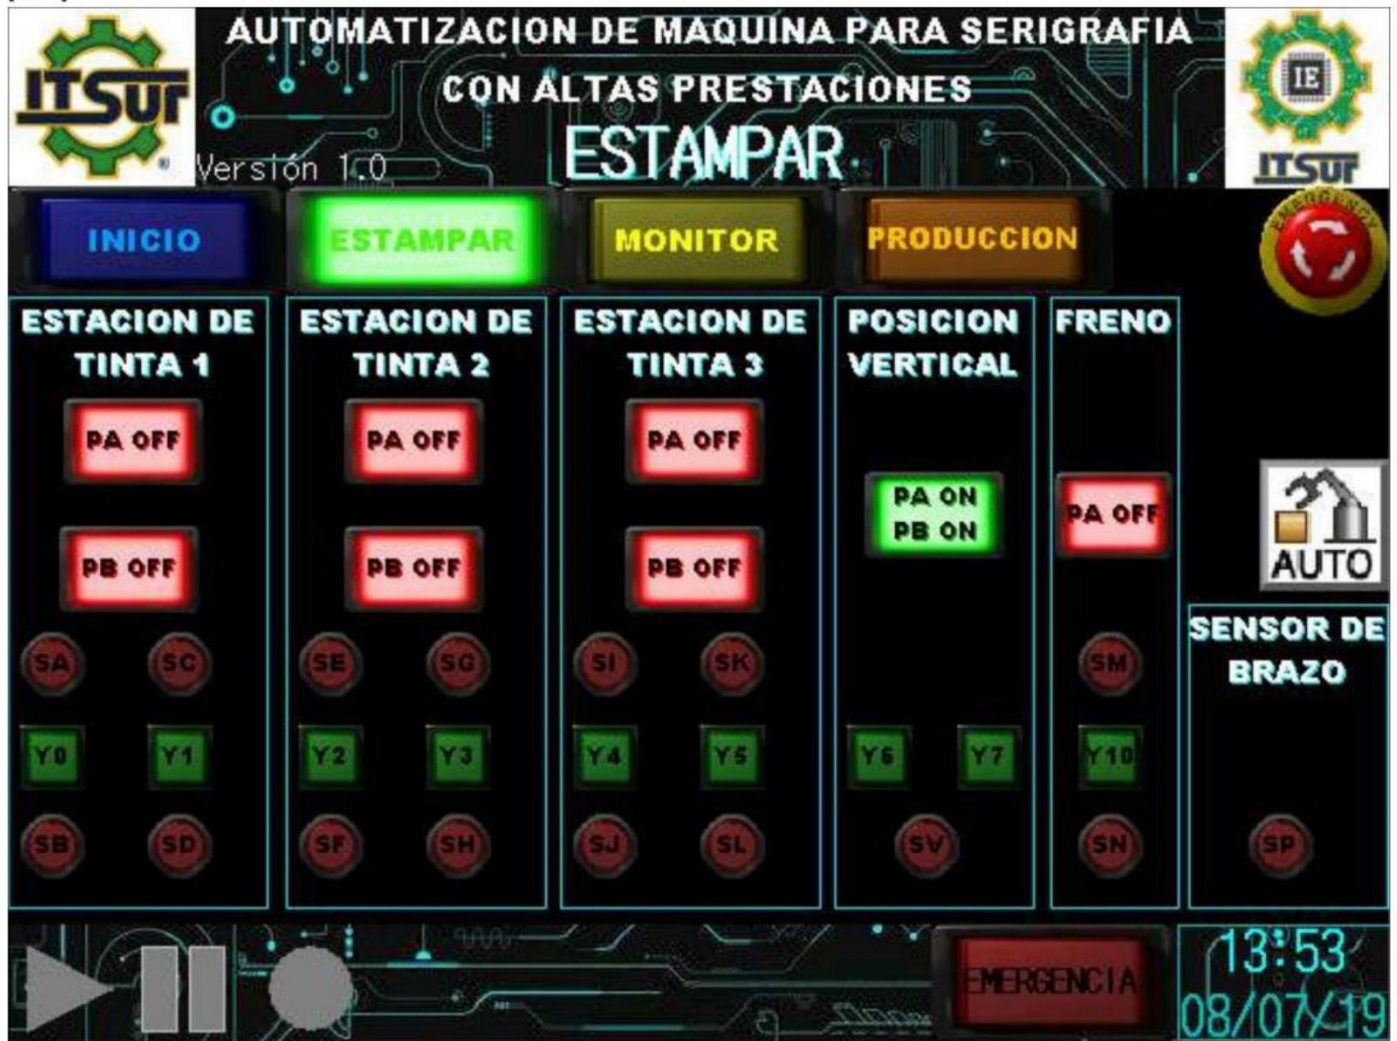 AUTOMATIZACION DE MAQUINA PARA SERIGRAFIA
CON ALTAS PRESTACIONES
ESTAMPAR
Versión 1.0
ITSur
®
IE
ITSur
INICIO
ESTAMPAR
MONITOR
PRODUCCION
EMERGENCY
ESTACION DE
TINTA 1
PA OFF
PB OFF
SA SC
Y0 Y1
SB SD
ESTACION DE
TINTA 2
PA OFF
PB OFF
SE SG
Y2 Y3
SF SH
ESTACION DE
TINTA 3
PA OFF
PB OFF
SI SK
Y4 Y5
SJ SL
POSICION
VERTICAL
PA ON
PB ON
Y6 Y7
SV
FRENO
PA OFF
SM
Y10
SN
AUTO
SENSOR DE
BRAZO
SP
EMERGENCIA
13:53
08/07/19